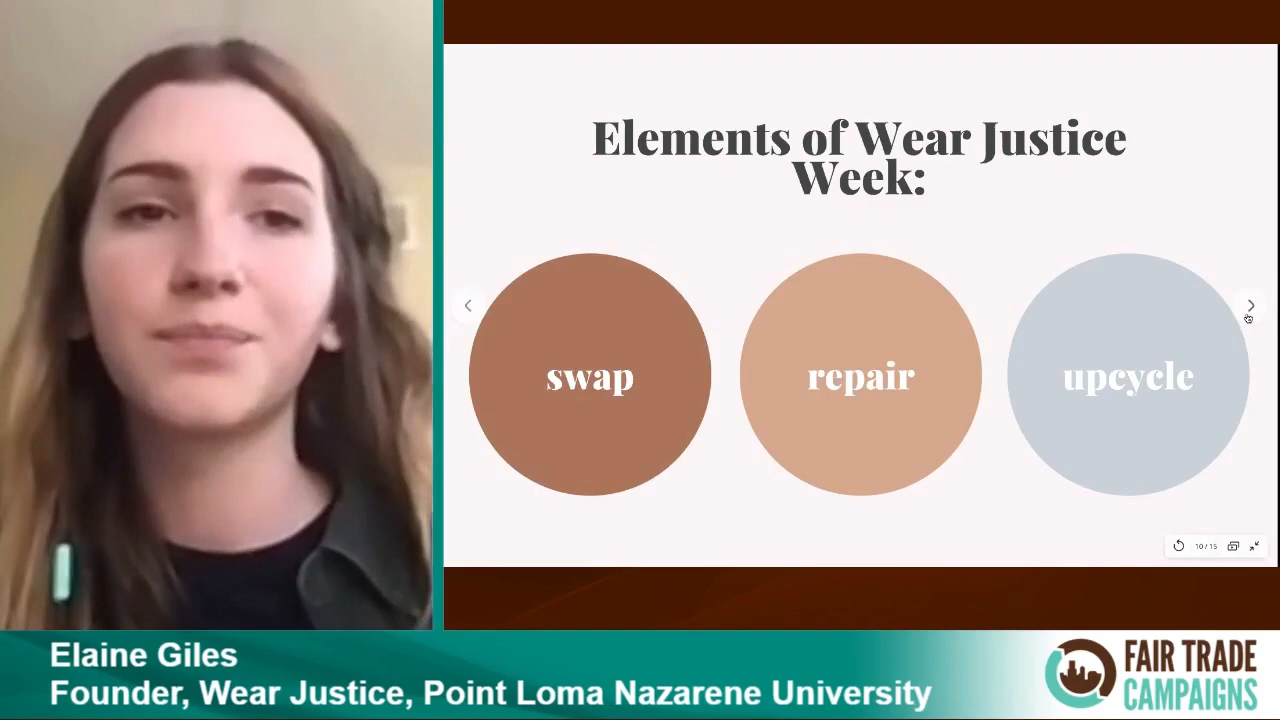 Elements of Wear Justice
Week:
swap
repair
upcycle
10 / 15
Elaine Giles
Founder, Wear Justice, Point Loma Nazarene University
FAIR TRADE
CAMPAIGNS